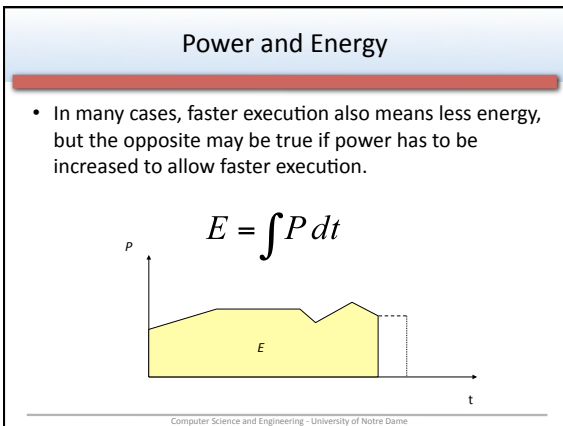 Power and Energy
• In many cases, faster execution also means less energy,
but the opposite may be true if power has to be
increased to allow faster execution.
E = ∫ P dt
P
E
t
Computer Science and Engineering - University of Notre Dame